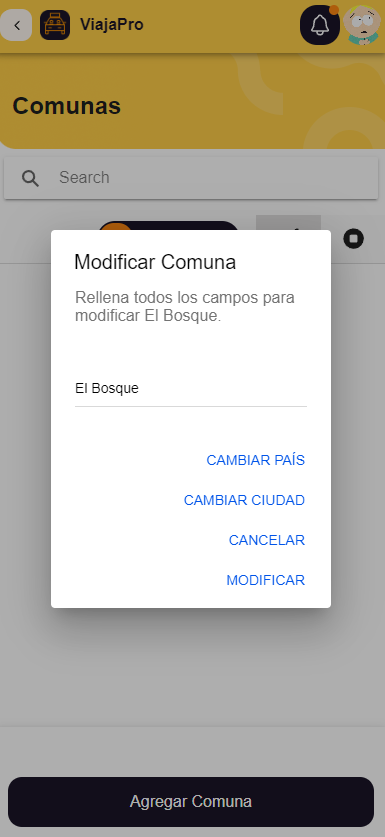 ViajaPro
Comunas
Search
Modificar Comuna
Rellena todos los campos para
modificar El Bosque.
El Bosque
CAMBIAR PAÍS
CAMBIAR CIUDAD
CANCELAR
MODIFICAR
Agregar Comuna